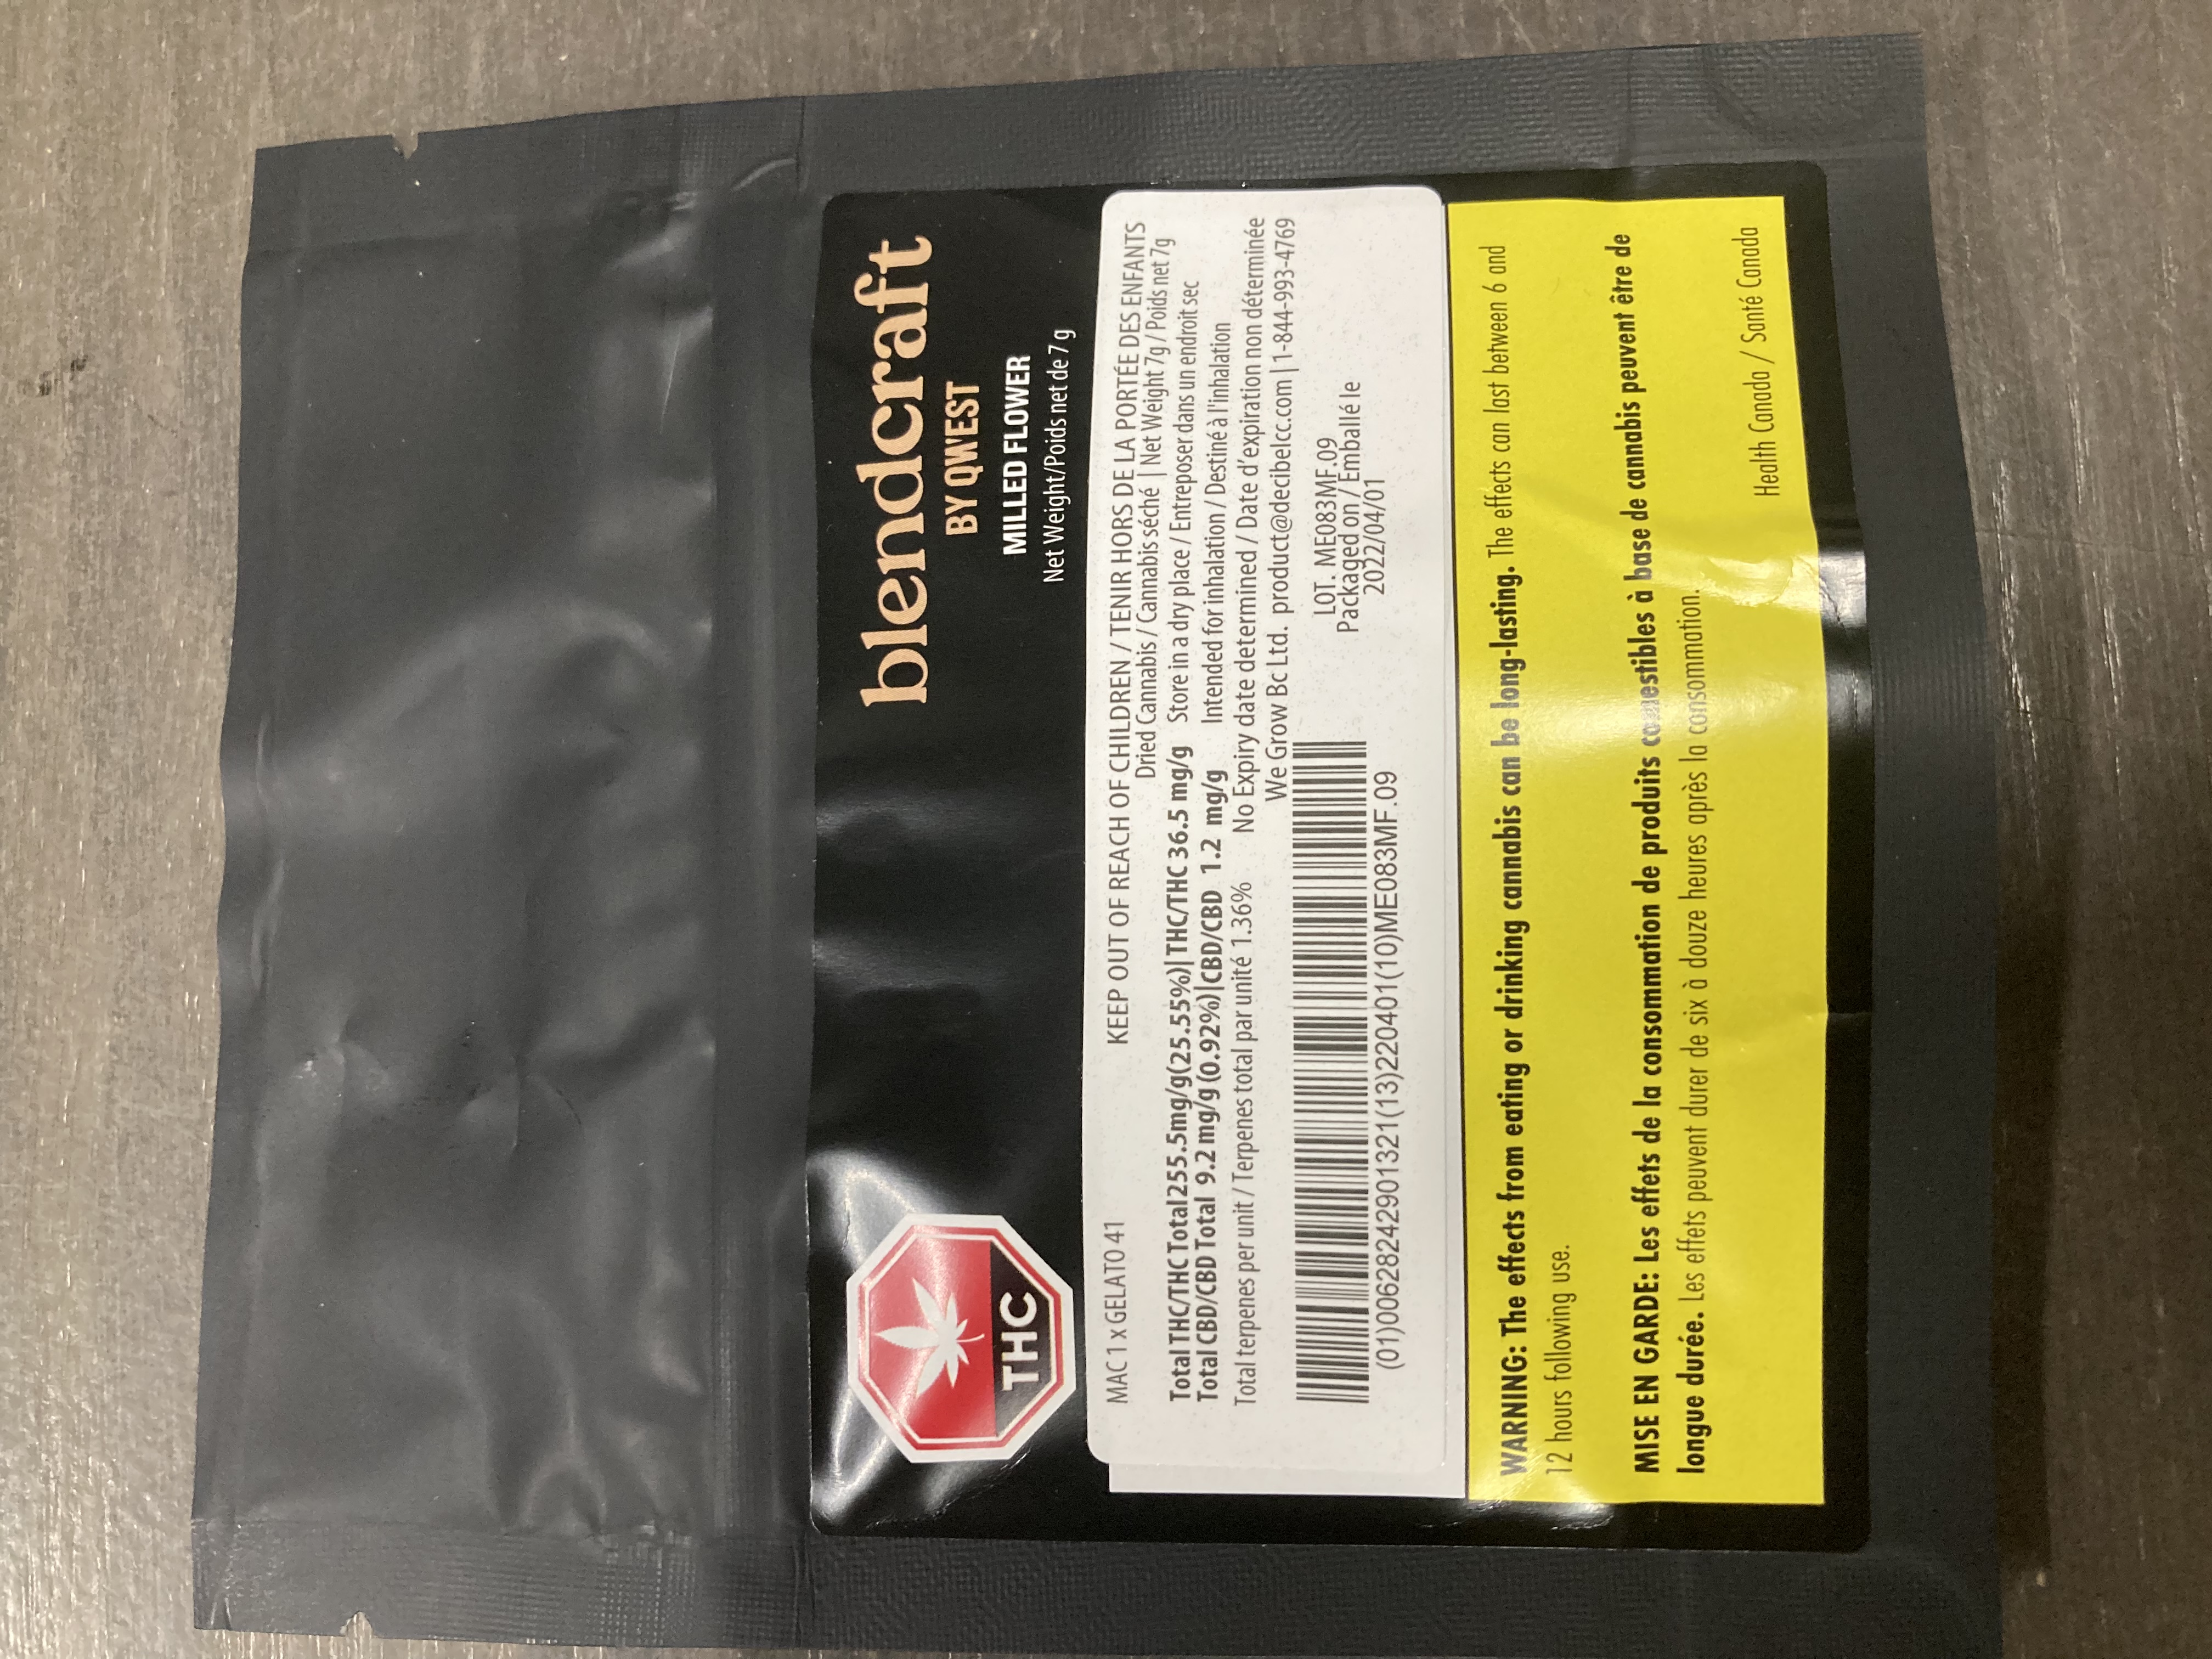 THC
blendcraft
BY QWEST
MILLED FLOWER
Net Weight/Poids net de 7 g
MAC 1 x GELATO 41
KEEP OUT OF REACH OF CHILDREN / TENIR HORS DE LA PORTÉE DES ENFANTS
Dried Cannabis / Cannabis séché | Net Weight 7g / Poids net 7g
Total THC/THC Total 255.5mg/g(25.55%)| THC/THC 36.5 mg/g
Store in a dry place / Entreposer dans un endroit sec
Total CBD/CBD Total 9.2 mg/g (0.92%)|CBD/CBD 1.2 mg/g
Intended for inhalation / Destiné à l'inhalation
Total terpenes per unit / Terpenes total par unité 1.36%
No Expiry date determined / Date d'expiration non déterminée
We Grow Bc Ltd. product@decibelcc.com | 1-844-993-4769
(01)00628242901321(13)220401(10)ME083MF.09
LOT. ME083MF.09
Packaged on / Emballé le
2022/04/01
WARNING: The effects from eating or drinking cannabis can be long-lasting. The effects can last between 6 and
12 hours following use.
MISE EN GARDE: Les effets de la consommation de produits comestibles à base de cannabis peuvent être de
longue durée. Les effets peuvent durer de six à douze heures après la consommation.
Health Canada / Santé Canada